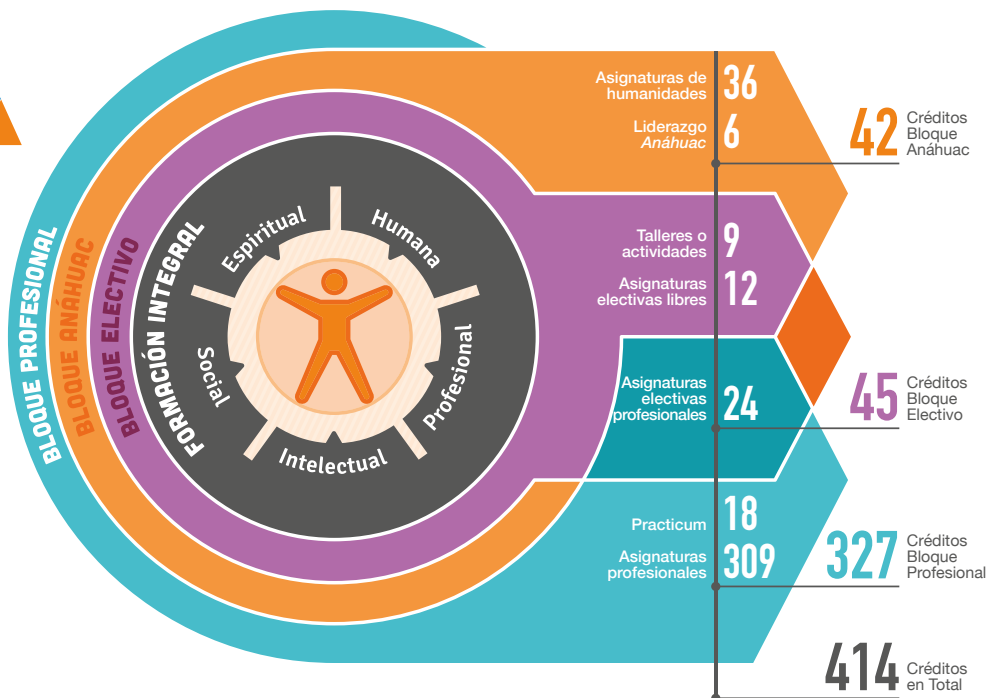 BLOQUE PROFESIONAL
BLOQUE ANÁHUAC
BLOQUE ELECTIVO
FORMACIÓN INTEGRAL
Espiritual
Humana
Social
Profesional
Intelectual
Asignaturas de
humanidades
36
Liderazgo
Anáhuac
6
42
Créditos
Bloque
Anáhuac
Talleres o
actividades
9
Asignaturas
electivas libres
12
Asignaturas
electivas
profesionales
24
45
Créditos
Bloque
Electivo
Practicum
18
Asignaturas
profesionales
309
327
Créditos
Bloque
Profesional
414
Créditos
en Total